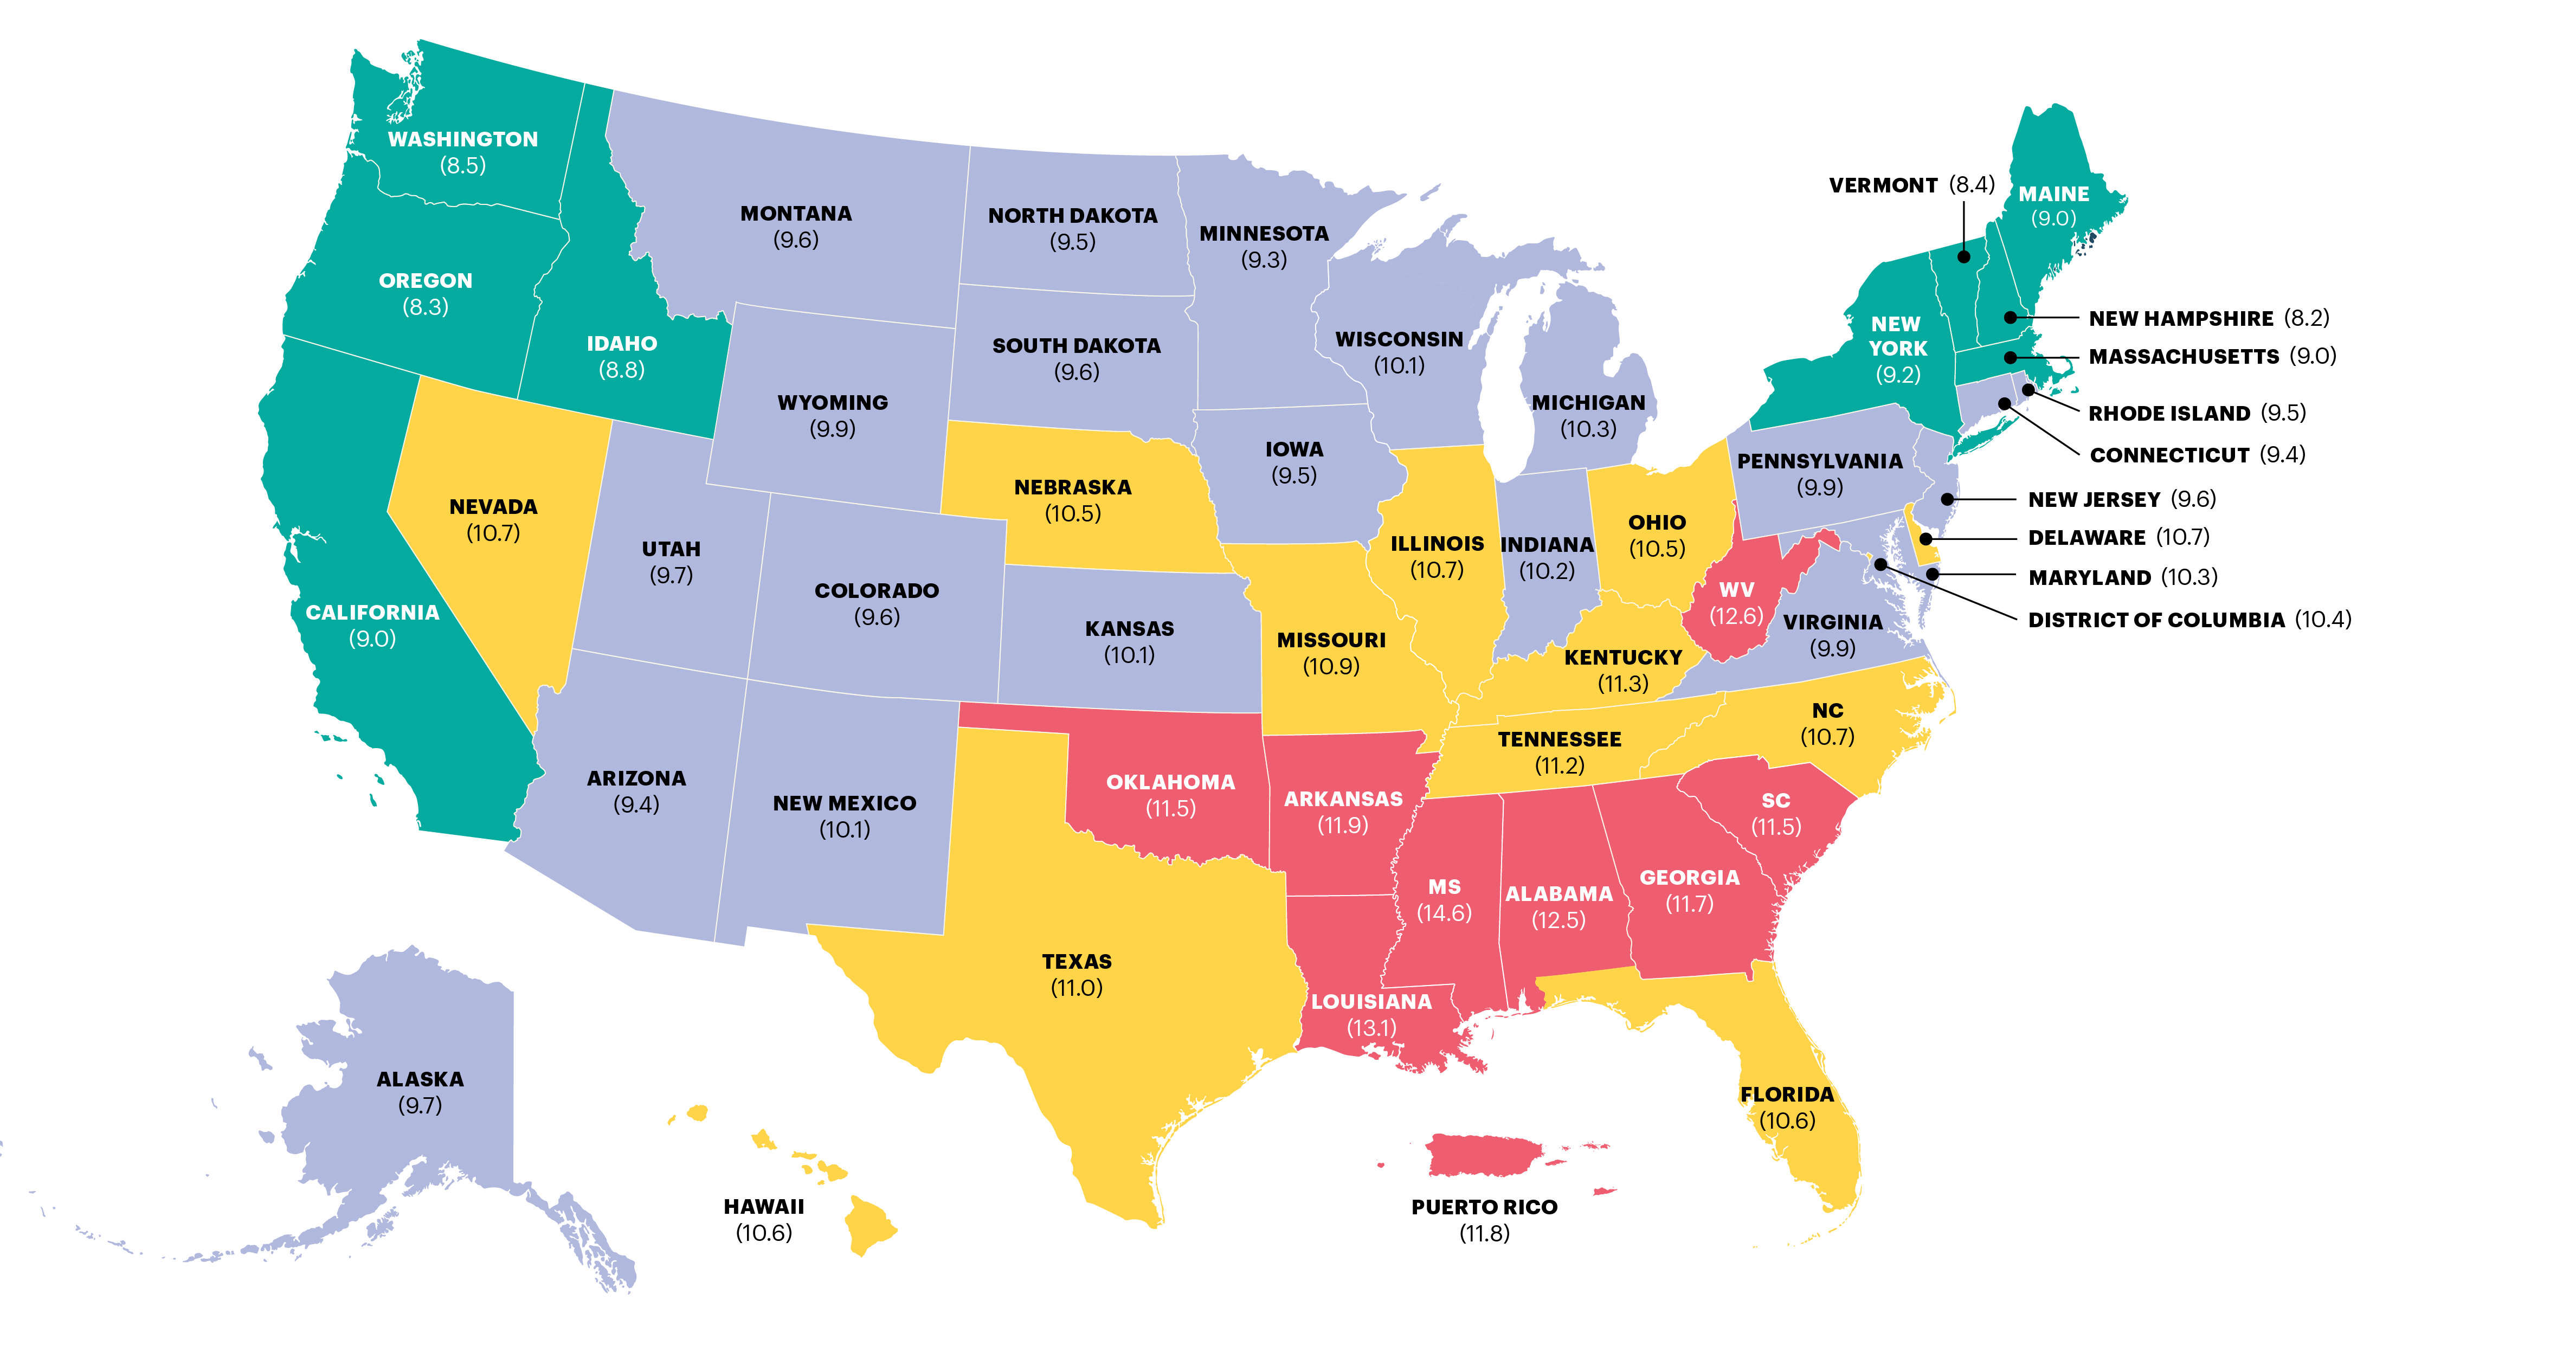 WASHINGTON
(8.5)
OREGON
(8.3)
IDAHO
(8.8)
MONTANA
(9.6)
NORTH DAKOTA
(9.5)
MINNESOTA
(9.3)
SOUTH DAKOTA
(9.6)
WYOMING
(9.9)
WISCONSIN
(10.1)
MICHIGAN
(10.3)
VERMONT (8.4)
MAINE
(9.0)
NEW
YORK
(9.2)
NEW HAMPSHIRE (8.2)
MASSACHUSETTS (9.0)
RHODE ISLAND (9.5)
CONNECTICUT (9.4)
NEW JERSEY (9.6)
DELAWARE (10.7)
MARYLAND (10.3)
DISTRICT OF COLUMBIA (10.4)
PENNSYLVANIA
(9.9)
CALIFORNIA
(9.0)
NEVADA
(10.7)
UTAH
(9.7)
COLORADO
(9.6)
NEBRASKA
(10.5)
IOWA
(9.5)
KANSAS
(10.1)
MISSOURI
(10.9)
ILLINOIS
(10.7)
INDIANA
(10.2)
OHIO
(10.5)
WV
(12.6)
VIRGINIA
(9.9)
KENTUCKY
(11.3)
NC
(10.7)
TENNESSEE
(11.2)
ARIZONA
(9.4)
NEW MEXICO
(10.1)
OKLAHOMA
(11.5)
ARKANSAS
(11.9)
SC
(11.5)
MS
(14.6)
ALABAMA
(12.5)
GEORGIA
(11.7)
TEXAS
(11.0)
LOUISIANA
(13.1)
FLORIDA
(10.6)
ALASKA
(9.7)
HAWAII
(10.6)
PUERTO RICO
(11.8)